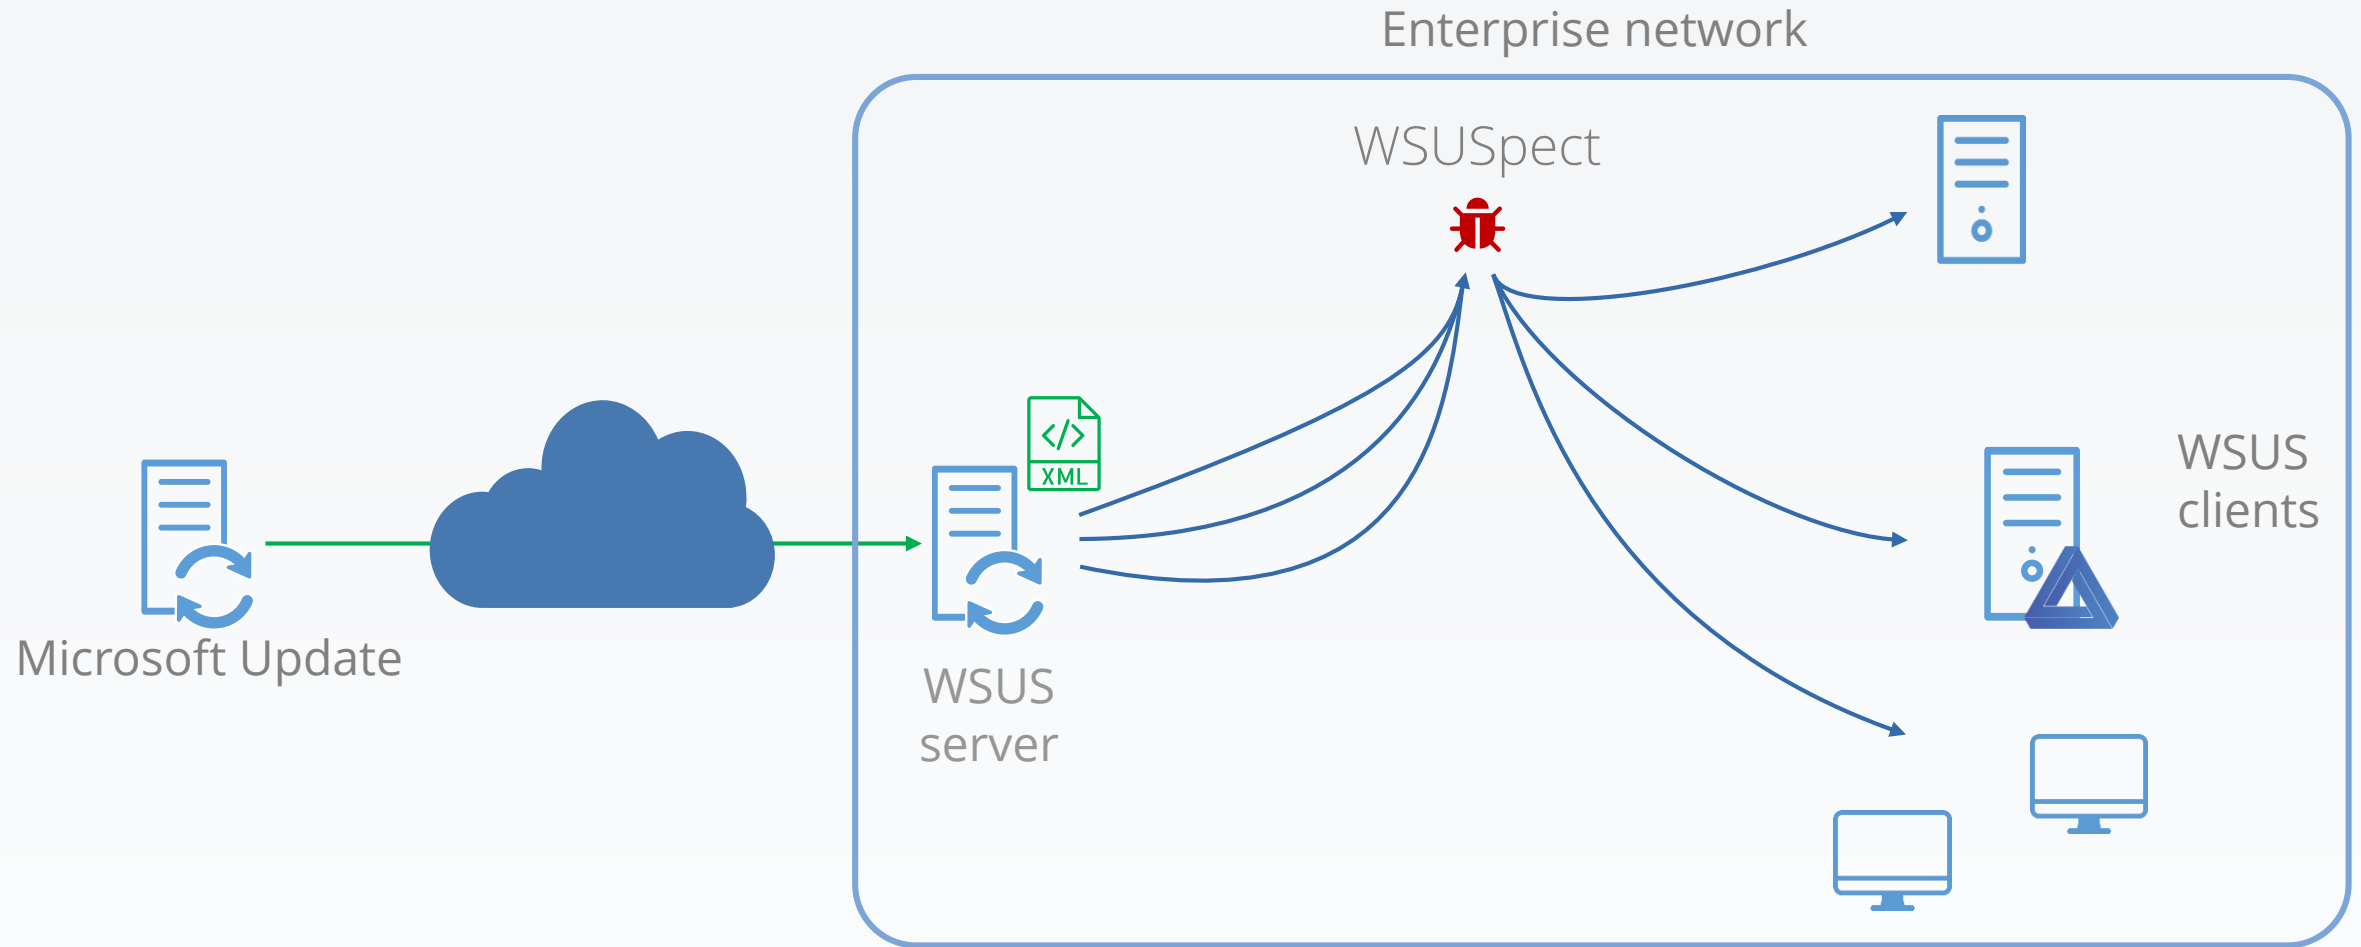 Enterprise network
WSUSpect
XML
WSUS
clients
Microsoft Update
WSUS
server